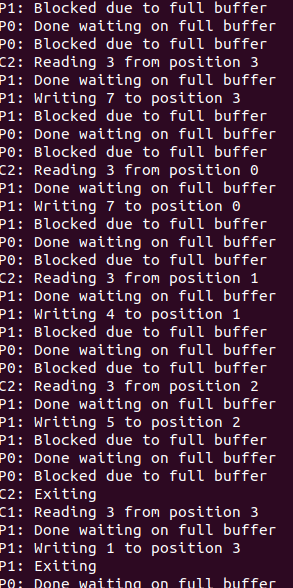 P1: Blocked due to full buffer
P0: Done waiting on full buffer
P0: Blocked due to full buffer
C2: Reading 3 from position 3
P1: Done waiting on full buffer
P1: Writing 7 to position 3
P1: Blocked due to full buffer
P0: Done waiting on full buffer
P0: Blocked due to full buffer
C2: Reading 3 from position 0
P1: Done waiting on full buffer
P1: Writing 7 to position 0
P1: Blocked due to full buffer
P0: Done waiting on full buffer
P0: Blocked due to full buffer
C2: Reading 3 from position 1
P1: Done waiting on full buffer
P1: Writing 4 to position 1
P1: Blocked due to full buffer
P0: Done waiting on full buffer
P0: Blocked due to full buffer
C2: Reading 3 from position 2
P1: Done waiting on full buffer
P1: Writing 5 to position 2
P1: Blocked due to full buffer
P0: Done waiting on full buffer
P0: Blocked due to full buffer
C2: Exiting
C1: Reading 3 from position 3
P1: Done waiting on full buffer
P1: Writing 1 to position 3
P1: Exiting
P0: Done waiting on full buffer